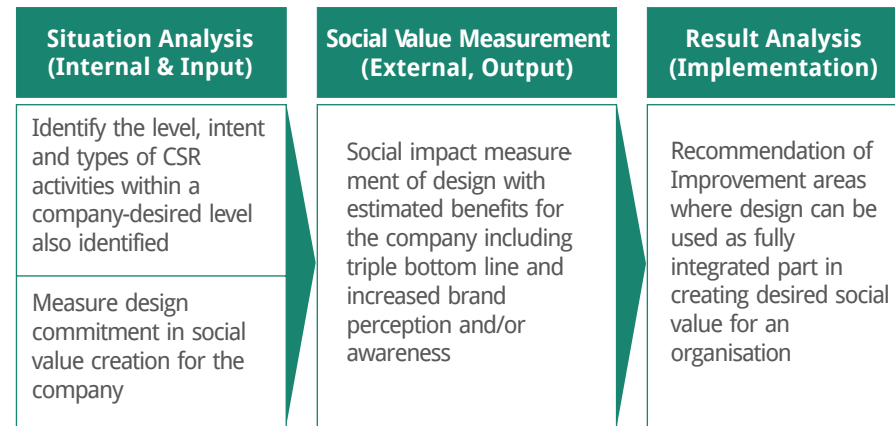 Situation Analysis
(Internal & Input)
Identify the level, intent
and types of CSR
activities within a
company-desired level
also identified
Measure design
commitment in social
value creation for the
company
Social Value Measurement
(External, Output)
Social impact measure-
ment of design with
estimated benefits for
the company including
triple bottom line and
increased brand
perception and/or
awareness
Result Analysis
(Implementation)
Recommendation of
Improvement areas
where design can be
used as fully
integrated part in
creating desired social
value for an
organisation